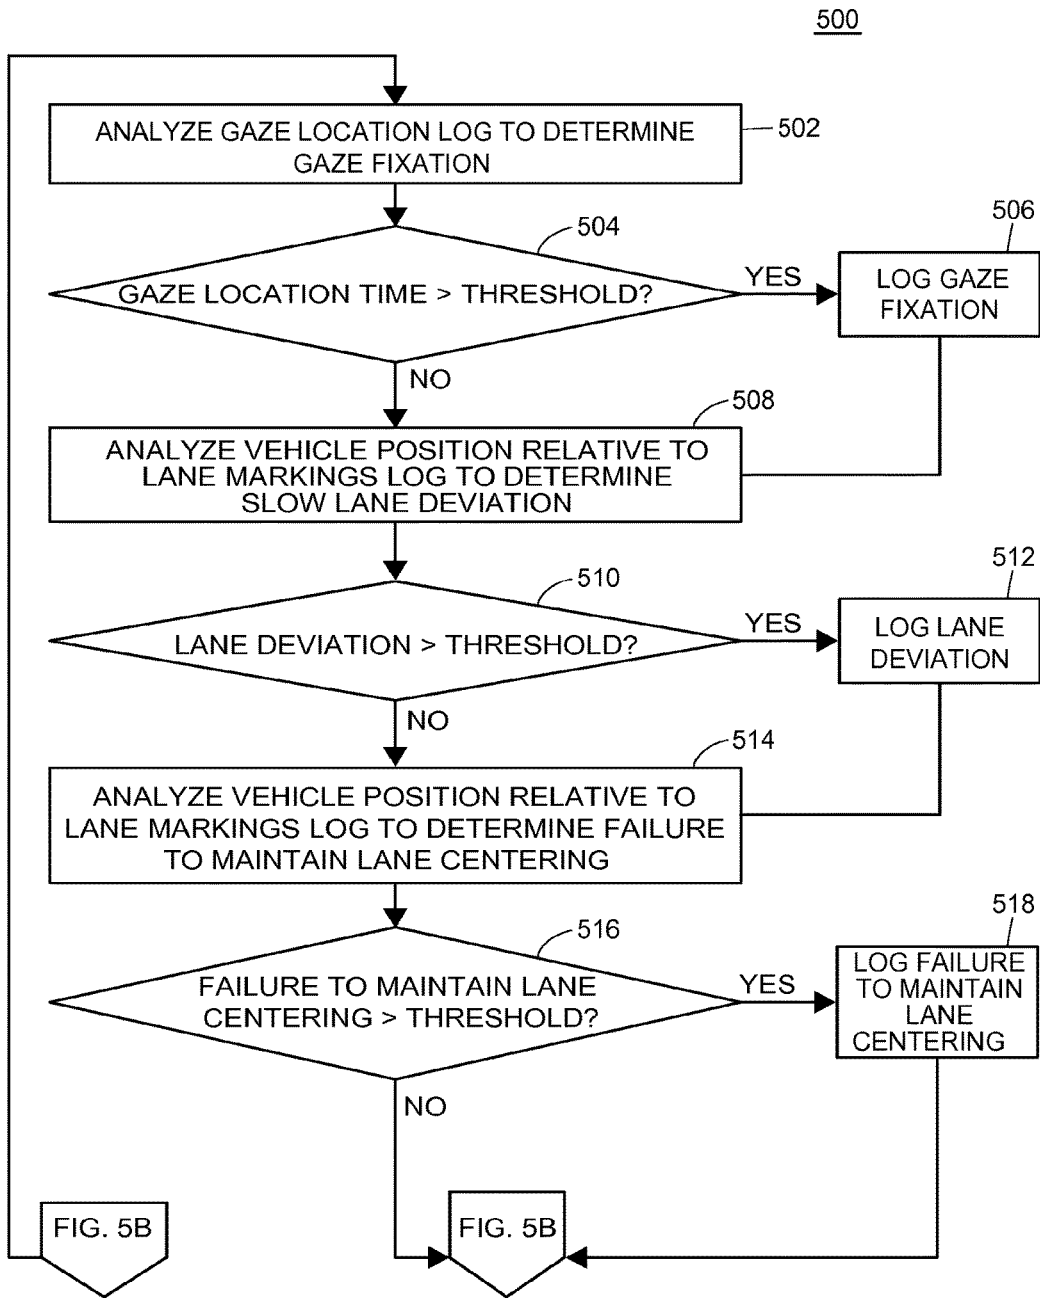 500
ANALYZE GAZE LOCATION LOG TO DETERMINE
GAZE FIXATION
502
504
GAZE LOCATION TIME > THRESHOLD?
YES
506
LOG GAZE
FIXATION
NO
508
ANALYZE VEHICLE POSITION RELATIVE TO
LANE MARKINGS LOG TO DETERMINE
SLOW LANE DEVIATION
510
LANE DEVIATION > THRESHOLD?
YES
512
LOG LANE
DEVIATION
NO
514
ANALYZE VEHICLE POSITION RELATIVE TO
LANE MARKINGS LOG TO DETERMINE FAILURE
TO MAINTAIN LANE CENTERING
516
FAILURE TO MAINTAIN LANE
CENTERING > THRESHOLD?
YES
518
LOG FAILURE
TO MAINTAIN
LANE
CENTERING
NO
FIG. 5B
FIG. 5B